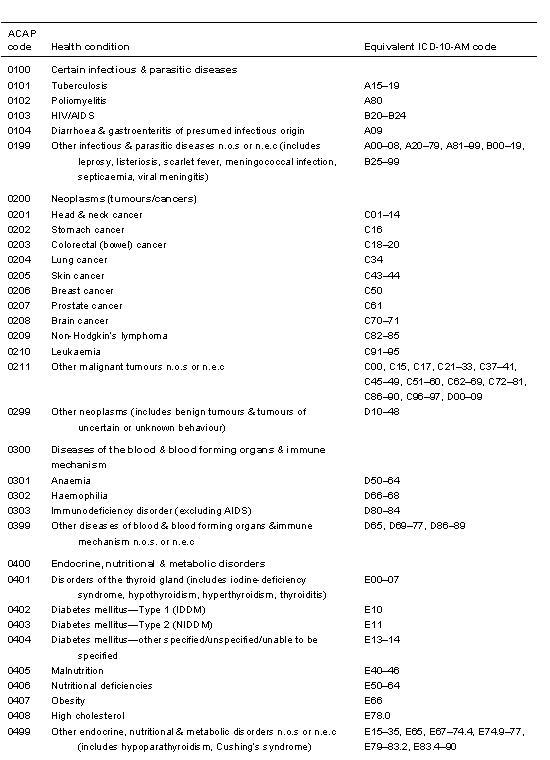 ACAP
code Health condition Equivalent ICD-10-AM code
0100 Certain infectious & parasitic diseases
0101 Tuberculosis A15–19
0102 Poliomyelitis A80
0103 HIV/AIDS B20–B24
0104 Diarrhoea & gastroenteritis of presumed infectious origin A09
0199 Other infectious & parasitic diseases n.o.s or n.e.c (includes A00–08, A20–79, A81–99, B00–19,
leprosy, listeriosis, scarlet fever, meningococcal infection, B25–99
septicaemia, viral meningitis)
0200 Neoplasms (tumours/cancers)
0201 Head & neck cancer C01–14
0202 Stomach cancer C16
0203 Colorectal (bowel) cancer C18–20
0204 Lung cancer C34
0205 Skin cancer C43–44
0206 Breast cancer C50
0207 Prostate cancer C61
0208 Brain cancer C70–71
0209 Non-Hodgkin's lymphoma C82–85
0210 Leukaemia C91–95
0211 Other malignant tumours n.o.s or n.e.c C00, C15, C17, C21–33, C37–41,
C45–49, C51–60, C62–69, C72–81,
C86–90, C96–97, D00–09
0299 Other neoplasms (includes benign tumours & tumours of D10–48
uncertain or unknown behaviour)
0300 Diseases of the blood & blood forming organs & immune
mechanism
0301 Anaemia D50–64
0302 Haemophilia D66–68
0303 Immunodeficiency disorder (excluding AIDS) D80–84
0399 Other diseases of blood & blood forming organs &immune D65, D69–77, D86–89
mechanism n.o.s. or n.e.c
0400 Endocrine, nutritional & metabolic disorders
0401 Disorders of the thyroid gland (includes iodine-deficiency E00–07
syndrome, hypothyroidism, hyperthyroidism, thyroiditis)
0402 Diabetes mellitus—Type 1 (IDDM) E10
0403 Diabetes mellitus—Type 2 (NIDDM) E11
0404 Diabetes mellitus—other specified/unspecified/unable to be E13–14
specified
0405 Malnutrition E40–46
0406 Nutritional deficiencies E50–64
0407 Obesity E66
0408 High cholesterol E78.0
0499 Other endocrine, nutritional & metabolic disorders n.o.s or n.e.c E15–35, E65, E67–74.4, E74.9–77,
(includes hypoparathyroidism, Cushing's syndrome) E79–83.2, E83.4–90